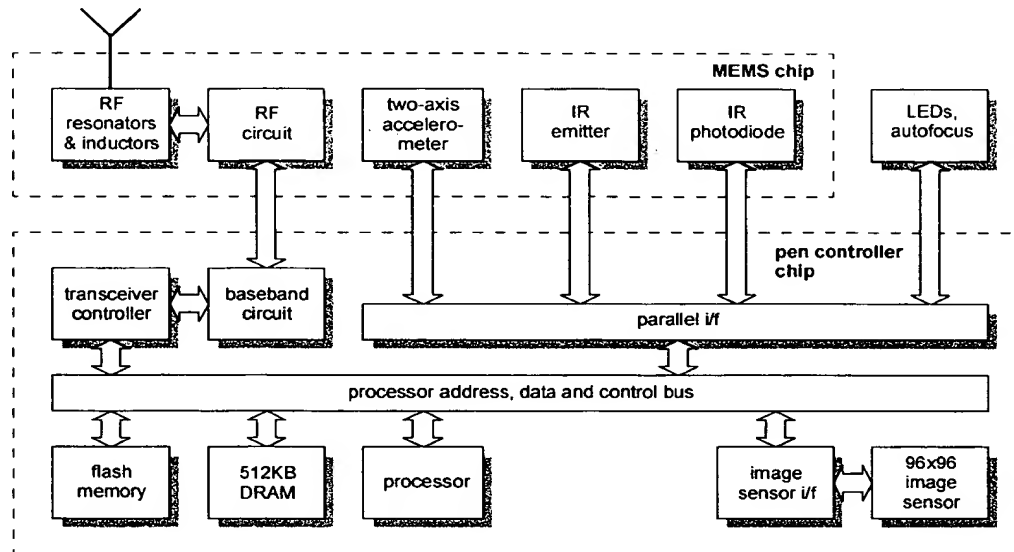 MEMS chip
RF
resonators
& inductors
RF
circuit
two-axis
accelero-
meter
IR
emitter
IR
photodiode
LEDs,
autofocus
pen controller
chip
transceiver
controller
baseband
circuit
parallel i/f
processor address, data and control bus
flash
memory
512KB
DRAM
processor
image
sensor i/f
96x96
image
sensor